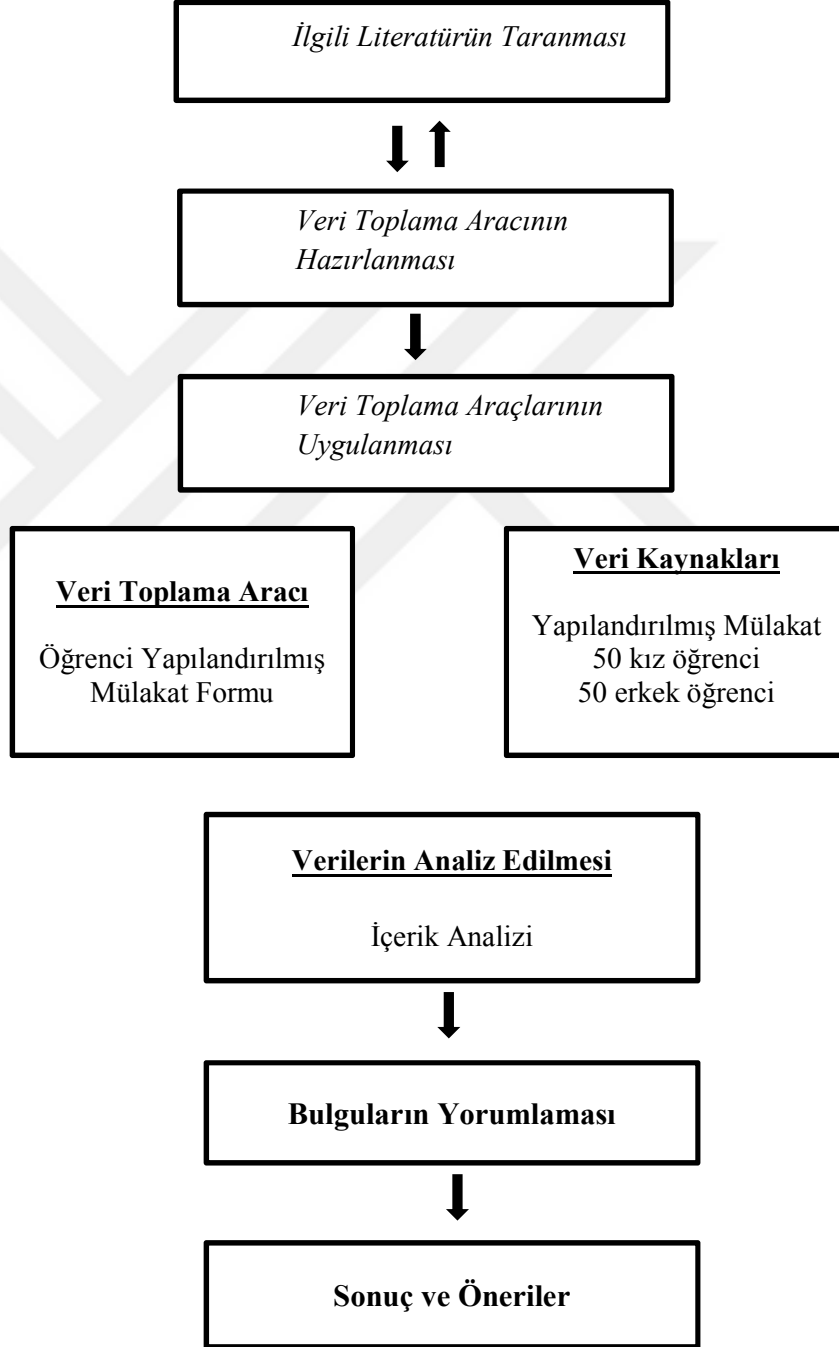 İlgili Literatürün Taranması
Veri Toplama Aracının
Hazırlanması
Veri Toplama Araçlarının
Uygulanması
Veri Toplama Aracı
Öğrenci Yapılandırılmış
Mülakat Formu
Veri Kaynakları
Yapılandırılmış Mülakat
50 kız öğrenci
50 erkek öğrenci
Verilerin Analiz Edilmesi
İçerik Analizi
Bulguların Yorumlaması
Sonuç ve Öneriler